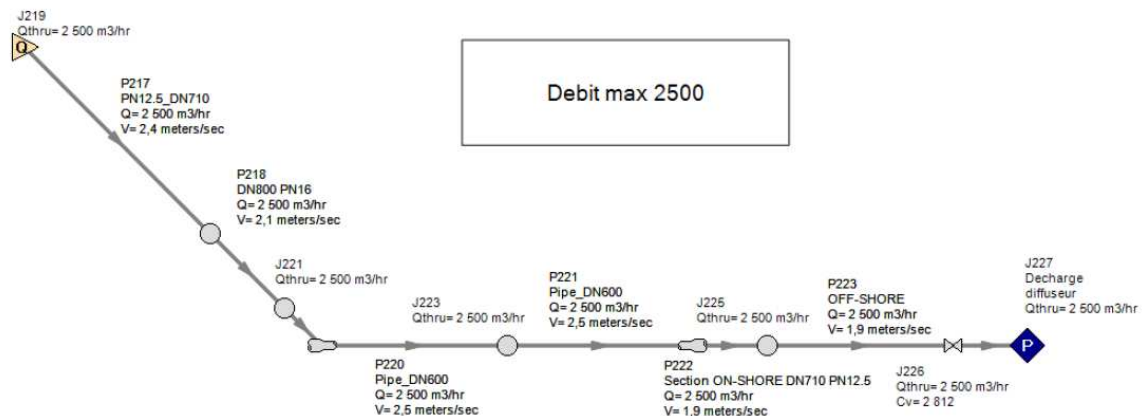 J219
Qthru= 2 500 m3/hr
Q
P217
PN12.5_DN710
Q= 2 500 m3/hr
V= 2,4 meters/sec
Debit max 2500
P218
DN800 PN16
Q= 2 500 m3/hr
V= 2,1 meters/sec
J221
Qthru= 2 500 m3/hr
P220
Pipe_DN600
Q= 2 500 m3/hr
V= 2,5 meters/sec
J223
Qthru= 2 500 m3/hr
P221
Pipe_DN600
Q= 2 500 m3/hr
V= 2,5 meters/sec
P222
Section ON-SHORE DN710 PN12.5
Q= 2 500 m3/hr
V= 1,9 meters/sec
J225
Qthru= 2 500 m3/hr
P223
OFF-SHORE
Q= 2 500 m3/hr
V= 1,9 meters/sec
J226
Qthru= 2 500 m3/hr
Cv= 2 812
J227
Decharge
diffuseur
Qthru= 2 500 m3/hr
P